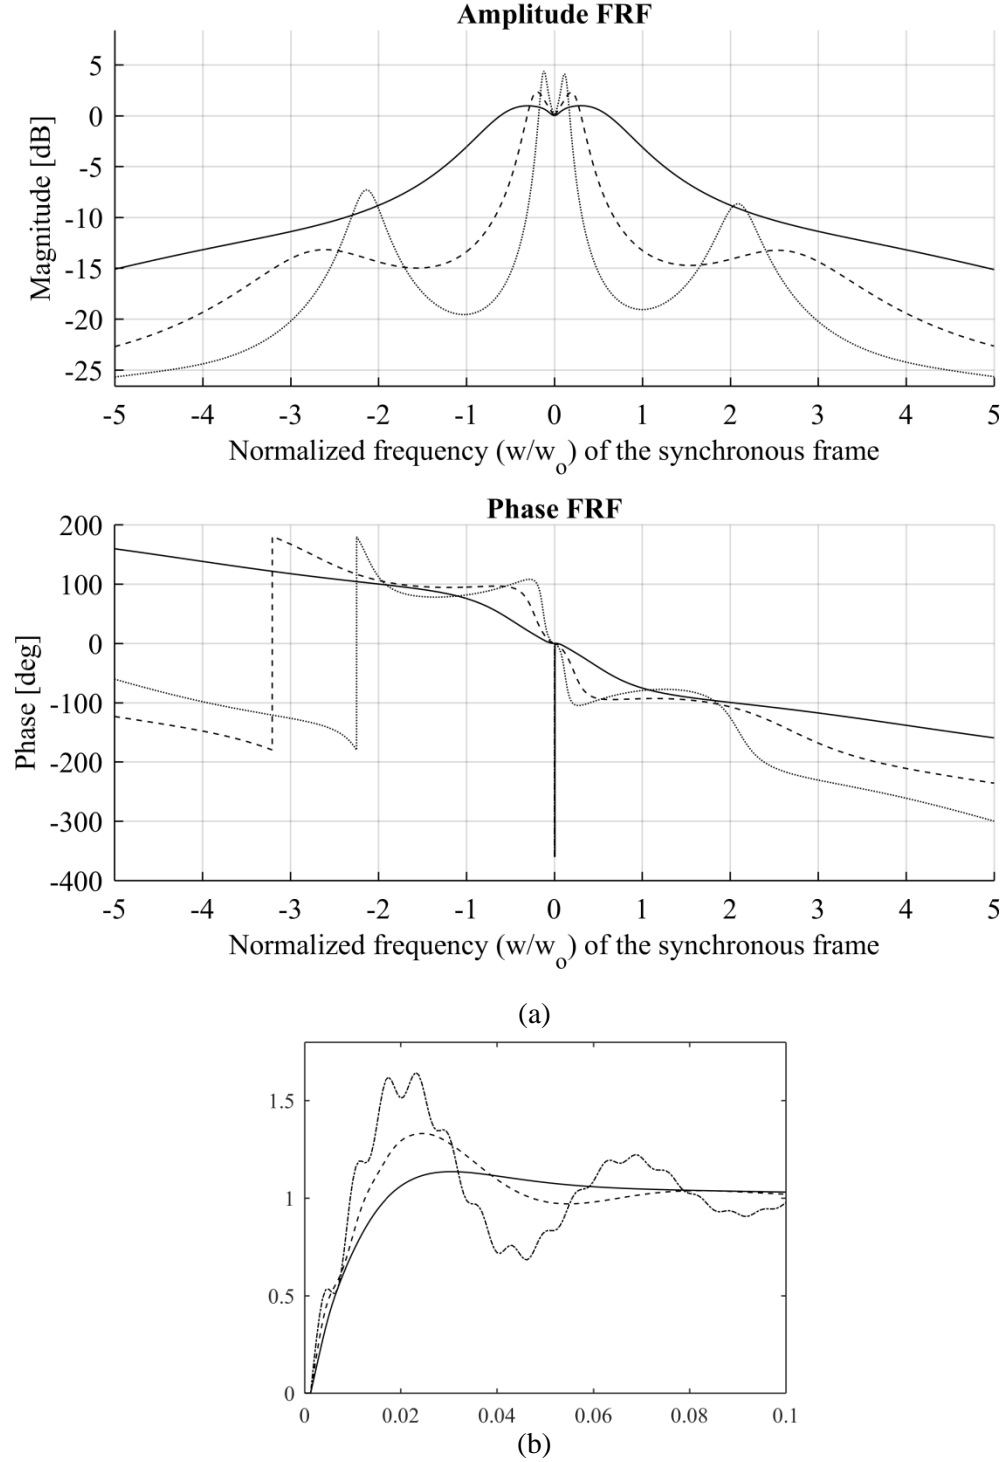 Amplitude FRF
Magnitude [dB]
5
0
-5
-10
-15
-20
-25
-5 -4 -3 -2 -1 0 1 2 3 4 5
Normalized frequency (w/w_o) of the synchronous frame
Phase FRF
Phase [deg]
200
100
0
-100
-200
-300
-400
-5 -4 -3 -2 -1 0 1 2 3 4 5
Normalized frequency (w/w_o) of the synchronous frame
(a)
1.5
1
0.5
0
0 0.02 0.04 0.06 0.08 0.1
(b)